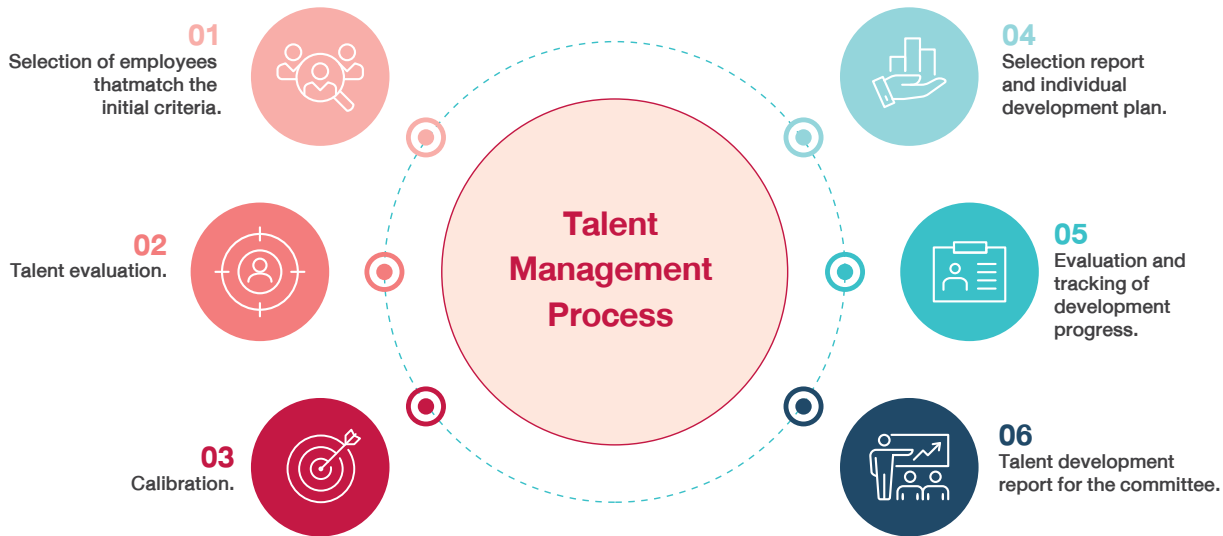 01
Selection of employees
thatmatch the
initial criteria.
02
Talent evaluation.
03
Calibration.
Talent
Management
Process
04
Selection report
and individual
development plan.
05
Evaluation and
tracking of
development
progress.
06
Talent development
report for the committee.